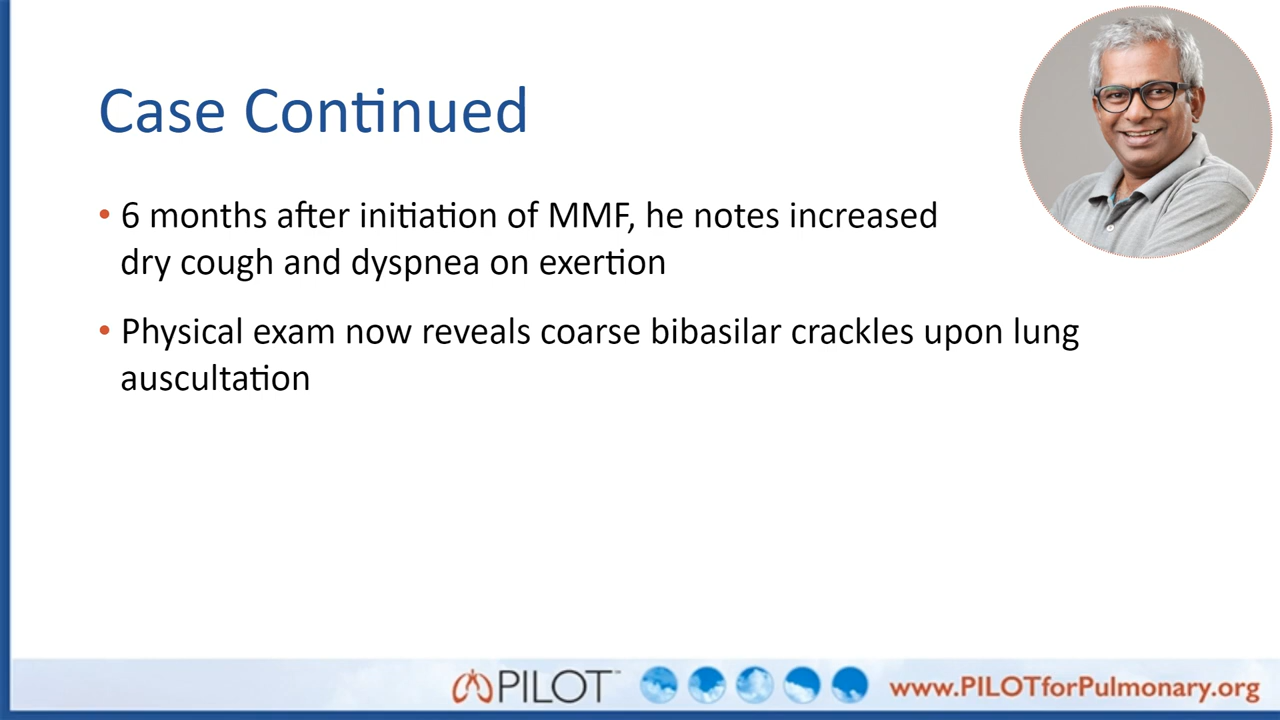 Case Continued
• 6 months after initiation of MMF, he notes increased
dry cough and dyspnea on exertion
• Physical exam now reveals coarse bibasilar crackles upon lung
auscultation
PILOT™ www.PILOTforPulmonary.org